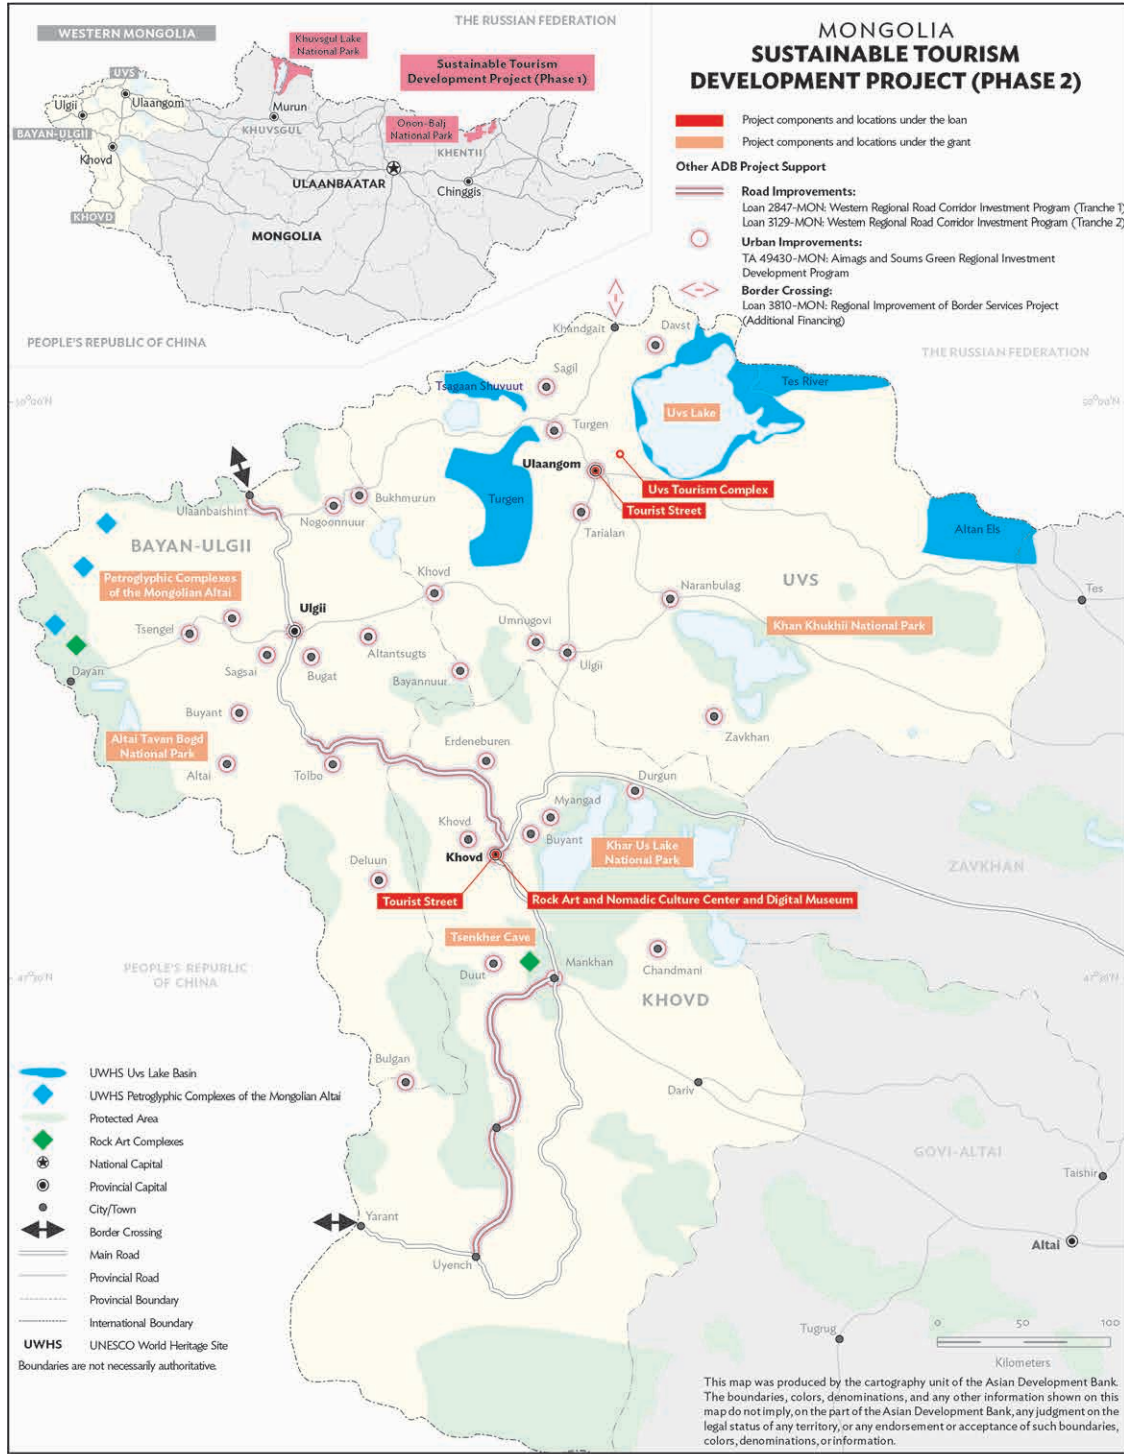 WESTERN MONGOLIA
THE RUSSIAN FEDERATION
Khuvsgul Lake
National Park
UVS
Ulgii
Ulaangom
Sustainable Tourism
Development Project (Phase 1)
Murun
BAYAN-ULGII
KHUVSGUL
Onon-Balj
National Park
KHENTII
Khovd
ULAANBAATAR
Chinggis
KHOVD
MONGOLIA
PEOPLE'S REPUBLIC OF CHINA
MONGOLIA
SUSTAINABLE TOURISM
DEVELOPMENT PROJECT (PHASE 2)
Project components and locations under the loan
Project components and locations under the grant
Other ADB Project Support
Road Improvements:
Loan 2847-MON: Western Regional Road Corridor Investment Program (Tranche 1)
Loan 3129-MON: Western Regional Road Corridor Investment Program (Tranche 2)
Urban Improvements:
TA 49430-MON: Aimags and Soums Green Regional Investment
Development Program
Border Crossing:
Loan 3810-MON: Regional Improvement of Border Services Project
(Additional Financing)
THE RUSSIAN FEDERATION
Khandgait
Davst
Sagil
Tsagaan Shuvuut
Tes River
50°00'N
50°00'N
Uvs Lake
Turgen
Ulaangom
Uvs Tourism Complex
Tourist Street
Turgen
Bukhmurun
Ulaanbaishint
Nogoonnuur
Tarialan
Altan Els
BAYAN-ULGII
Petroglyphic Complexes
of the Mongolian Altai
Khovd
Naranbulag
UVS
Tes
Ulgii
Tsengel
Umnugovi
Khan Khukhii National Park
Altantsugts
Sagsai
Bugat
Bayannuur
Ulgii
Dayan
Buyant
Zavkhan
Altai Tavan Bogd
National Park
Erdeneburen
Altai
Tolbo
Durgun
Myangad
Khovd
Buyant
Khar Us Lake
National Park
Khovd
Deluun
ZAVKHAN
Tourist Street
Rock Art and Nomadic Culture Center and Digital Museum
Tsenkher Cave
Duut
Mankhan
Chandmani
PEOPLE'S REPUBLIC
OF CHINA
47°30'N
47°30'N
KHOVD
Bulgan
Dariv
GOVI-ALTAI
Taishir
Yarant
Uyench
Altai
Tugrug
UWHS Uvs Lake Basin
UWHS Petroglyphic Complexes of the Mongolian Altai
Protected Area
Rock Art Complexes
National Capital
Provincial Capital
City/Town
Border Crossing
Main Road
Provincial Road
Provincial Boundary
International Boundary
UWHS UNESCO World Heritage Site
Boundaries are not necessarily authoritative.
0 50 100
Kilometers
This map was produced by the cartography unit of the Asian Development Bank.
The boundaries, colors, denominations, and any other information shown on this
map do not imply, on the part of the Asian Development Bank, any judgment on the
legal status of any territory, or any endorsement or acceptance of such boundaries,
colors, denominations, or information.